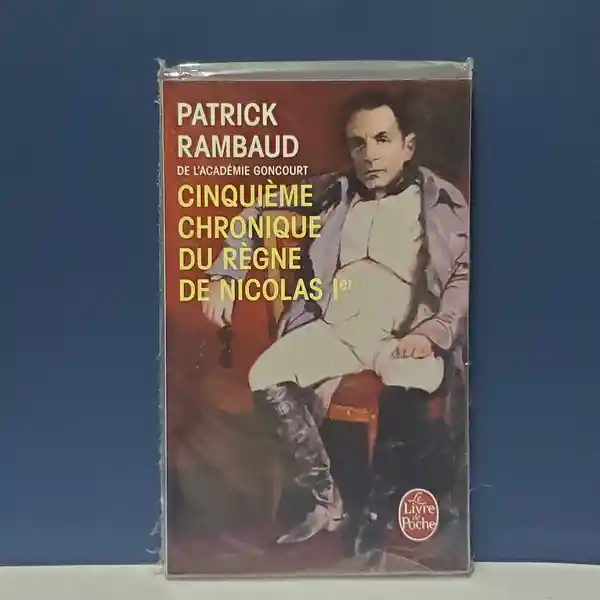 PATRICK
RAMBAUD
DE L'ACADÉMIE GONCOURT
CINQUIÈME
CHRONIQUE
DU RÈGNE
DE NICOLAS Ier
Le
Livre
de
Poche